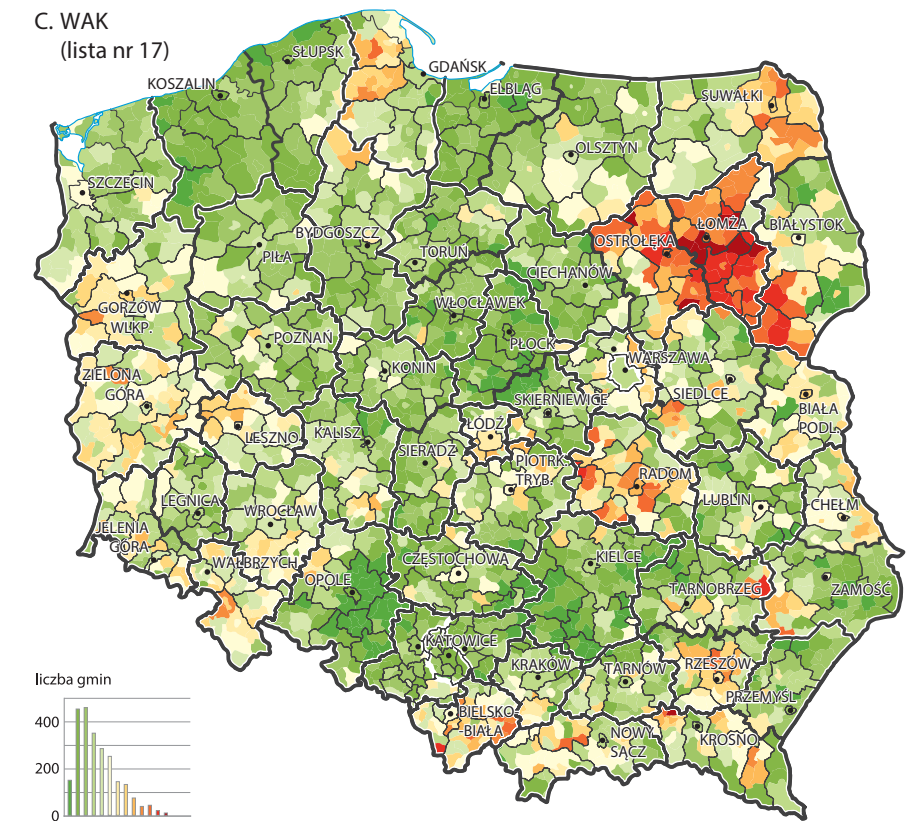 C. WAK
(lista nr 17)
SŁUPSK
GDAŃSK
KOSZALIN
ELBLĄG
SUWAŁKI
OLSZTYN
SZCZECIN
ŁOMŻA
BIAŁYSTOK
BYDGOSZCZ
OSTROŁĘKA
PIŁA
TORUŃ
CIECHANÓW
GORZÓW
WLKP.
WŁOCŁAWEK
POZNAŃ
PŁOCK
WARSZAWA
KONIN
ZIELONA
GÓRA
SIEDLCE
SKIERNIEWICE
BIAŁA
PODL.
LESZNO
KALISZ
ŁÓDŹ
SIERADZ
PIOTRK.
TRYB.
RADOM
LEGNICA
WROCŁAW
LUBLIN
CHEŁM
JELENIA
GÓRA
WAŁBRZYCH
OPOLE
CZĘSTOCHOWA
KIELCE
TARNOBRZEG
ZAMOŚĆ
KATOWICE
KRAKÓW
TARNÓW
RZESZÓW
PRZEMYŚL
BIELSKO
-BIAŁA
NOWY
SĄCZ
KROSNO
liczba gmin
400
200
0